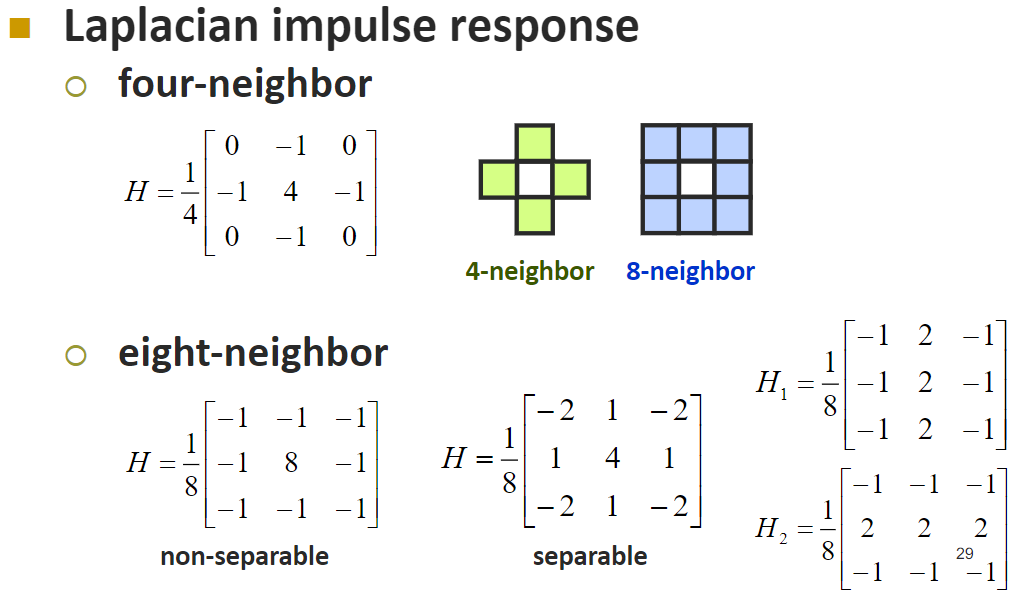 Laplacian impulse response
four-neighbor
H = 1/4 [ 0 −1 0
−1 4 −1
0 −1 0 ]
4-neighbor 8-neighbor
eight-neighbor
H = 1/8 [ −1 −1 −1
−1 8 −1
−1 −1 −1 ]
non-separable
H = 1/8 [ −2 1 −2
1 4 1
−2 1 −2 ]
separable
H₁ = 1/8 [ −1 2 −1
−1 2 −1
−1 2 −1 ]
H₂ = 1/8 [ −1 −1 −1
2 2 2
−1 −1 −1 ]
29